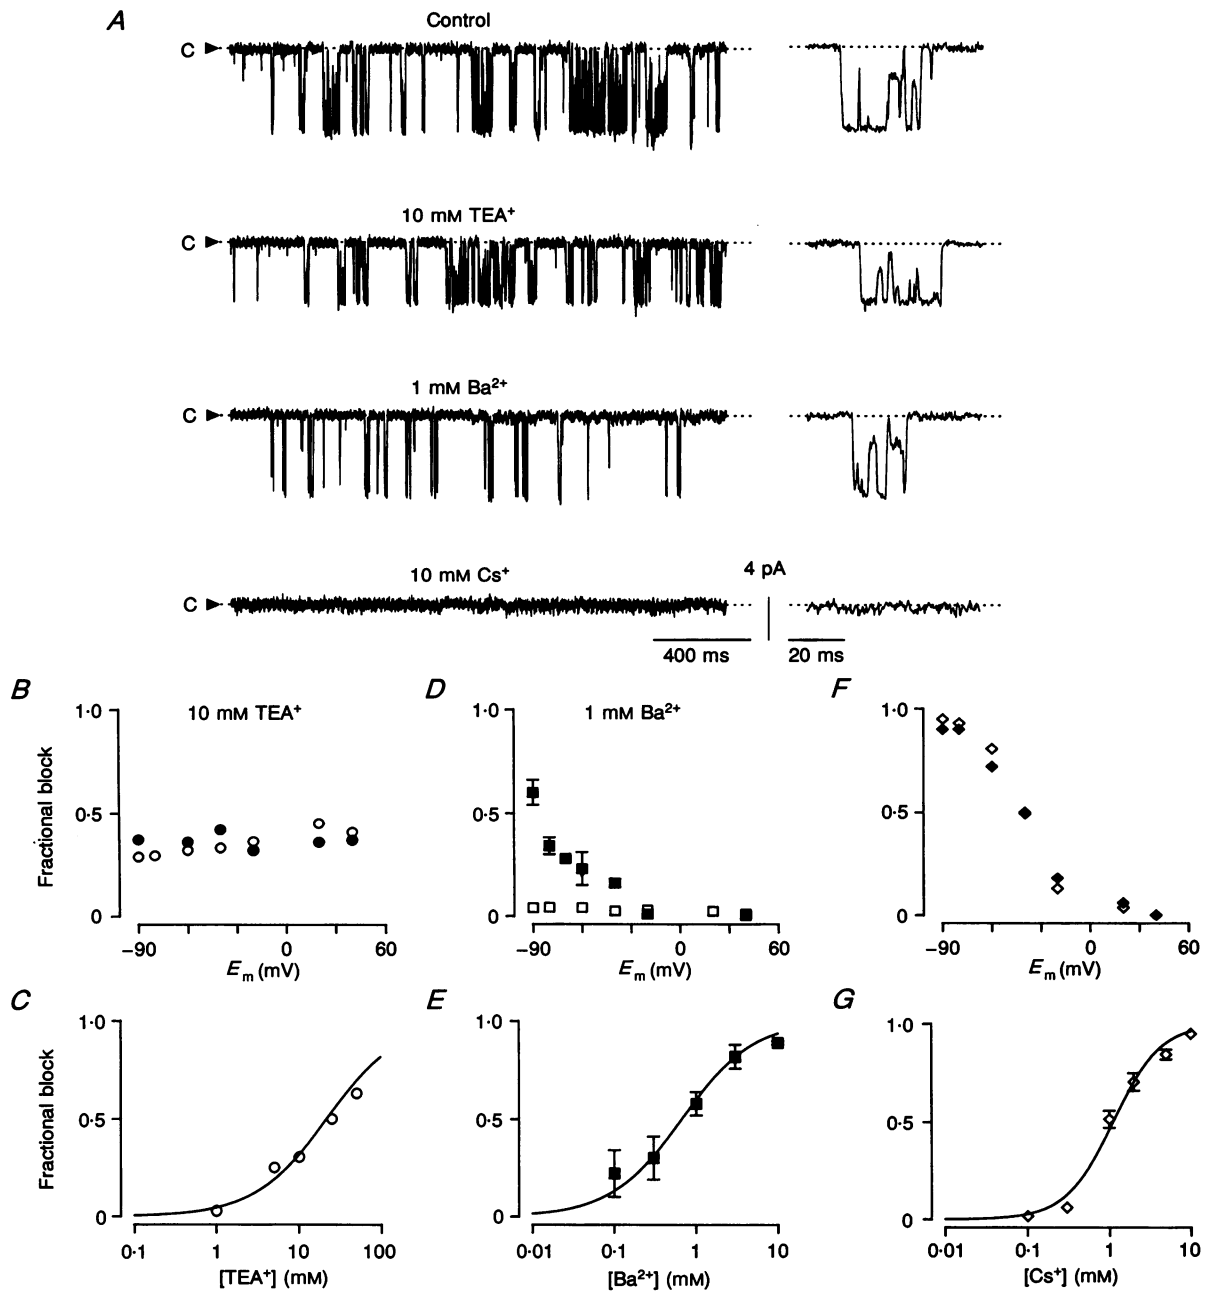 A
Control
C
10 mM TEA⁺
C
1 mM Ba²⁺
C
10 mM Cs⁺
C
4 pA
400 ms
20 ms
B
10 mM TEA⁺
Fractional block
1·0
0·5
0
−90
0
60
Eₘ (mV)
D
1 mM Ba²⁺
1·0
0·5
0
−90
0
60
Eₘ (mV)
F
1·0
0·5
0
−90
0
60
Eₘ (mV)
C
Fractional block
1·0
0·5
0
0·1
1
10
100
[TEA⁺] (mM)
E
1·0
0·5
0
0·01
0·1
1
10
[Ba²⁺] (mM)
G
1·0
0·5
0
0·01
0·1
1
10
[Cs⁺] (mM)